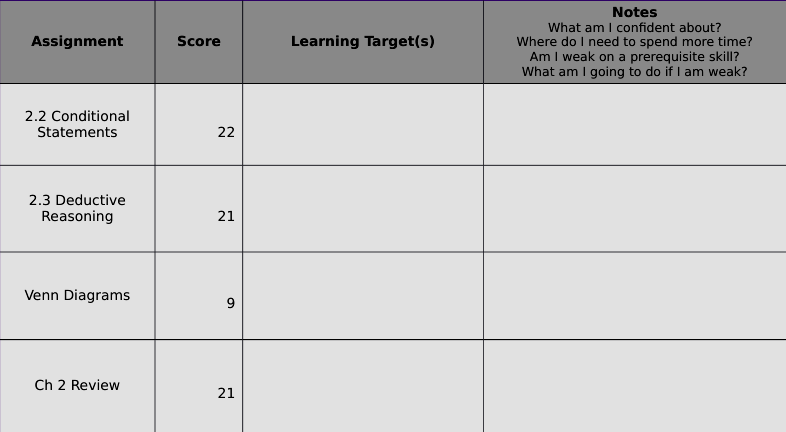 Assignment
Score
Learning Target(s)
Notes
What am I confident about?
Where do I need to spend more time?
Am I weak on a prerequisite skill?
What am I going to do if I am weak?
2.2 Conditional
Statements
22
2.3 Deductive
Reasoning
21
Venn Diagrams
9
Ch 2 Review
21